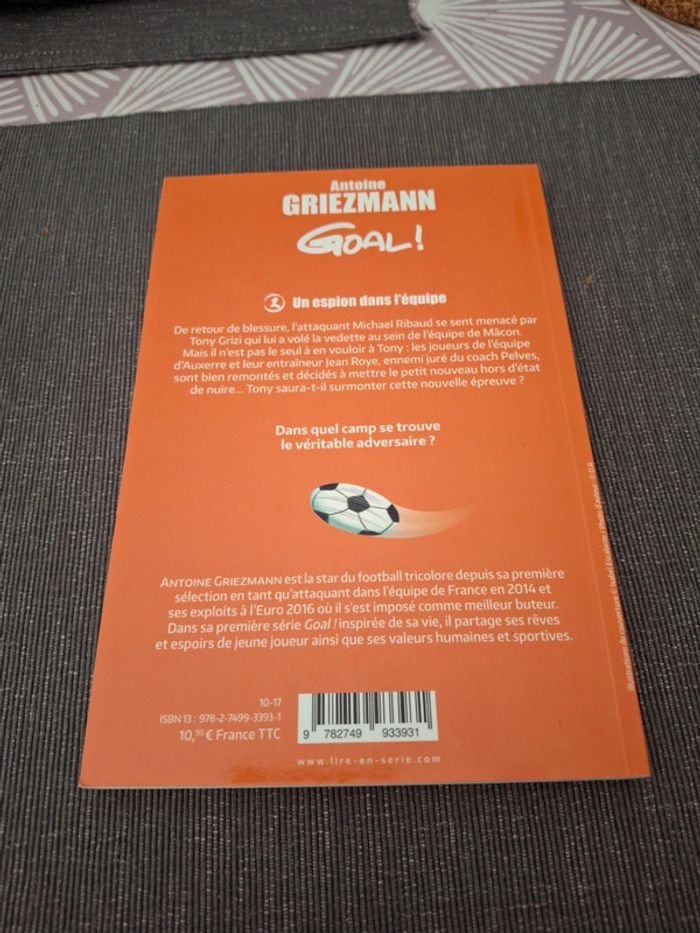 Antoine
GRIEZMANN
GOAL!
2 Un espion dans l'équipe
De retour de blessure, l'attaquant Michael Ribaud se sent menacé par
Tony Grizi qui lui a volé la vedette au sein de l'équipe de Mâcon.
Mais il n'est pas le seul à en vouloir à Tony : les joueurs de l'équipe
d'Auxerre et leur entraîneur Jean Roye, ennemi juré du coach Pelves,
sont bien remontés et décidés à mettre le petit nouveau hors d'état
de nuire... Tony saura-t-il surmonter cette nouvelle épreuve ?
Dans quel camp se trouve
le véritable adversaire ?
ANTOINE GRIEZMANN est la star du football tricolore depuis sa première
sélection en tant qu'attaquant dans l'équipe de France en 2014 et
ses exploits à l'Euro 2016 où il s'est imposé comme meilleur buteur.
Dans sa première série Goal ! inspirée de sa vie, il partage ses rêves
et espoirs de jeune joueur ainsi que ses valeurs humaines et sportives.
10-17
ISBN 13 : 978-2-7499-3393-1
10,95 € France TTC
9 782749 933931
www.lire-en-serie.com
Illustrations de couverture © Isabel Escalante / Photo d'auteur : © D.R.